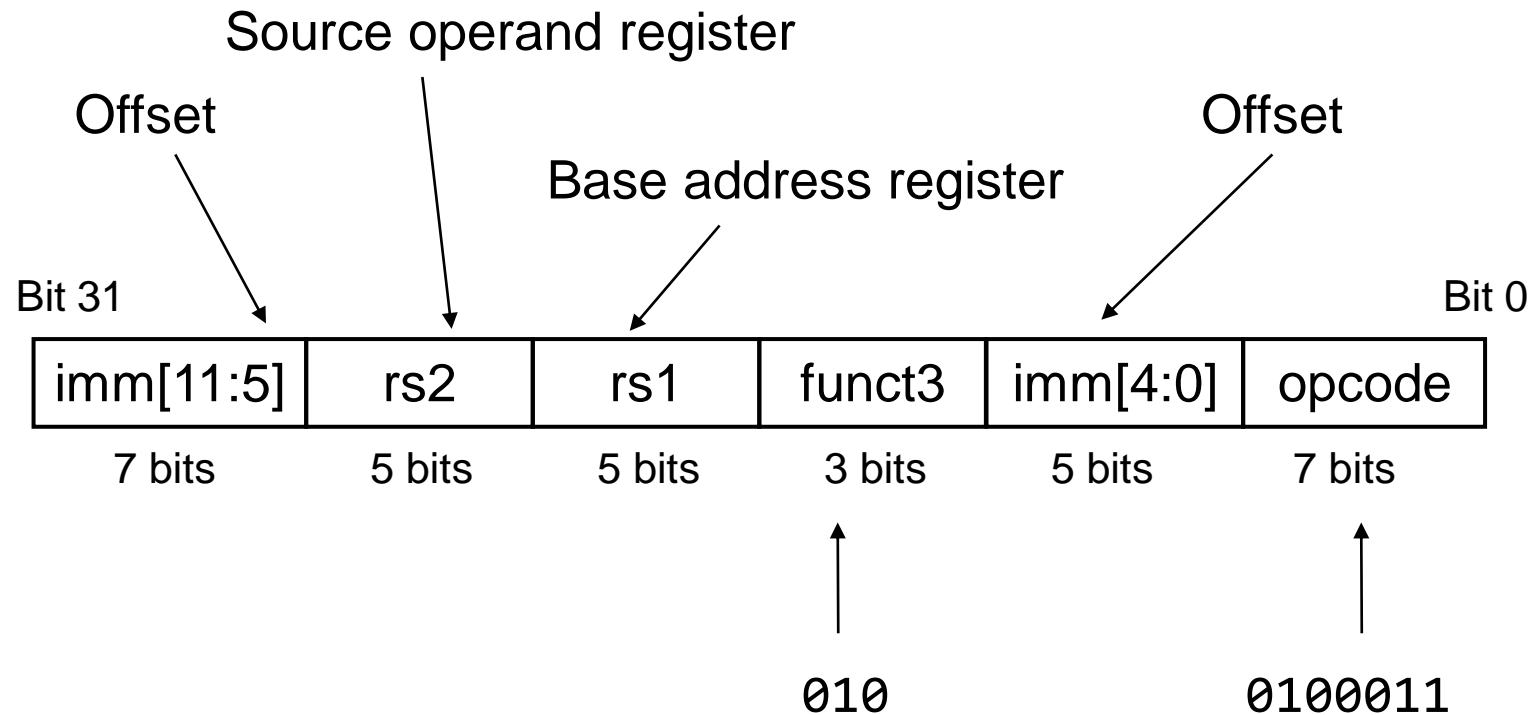 Source operand register
Offset
Offset
Base address register
Bit 31
Bit 0
imm[11:5] rs2 rs1 funct3 imm[4:0] opcode
7 bits 5 bits 5 bits 3 bits 5 bits 7 bits
010 0100011